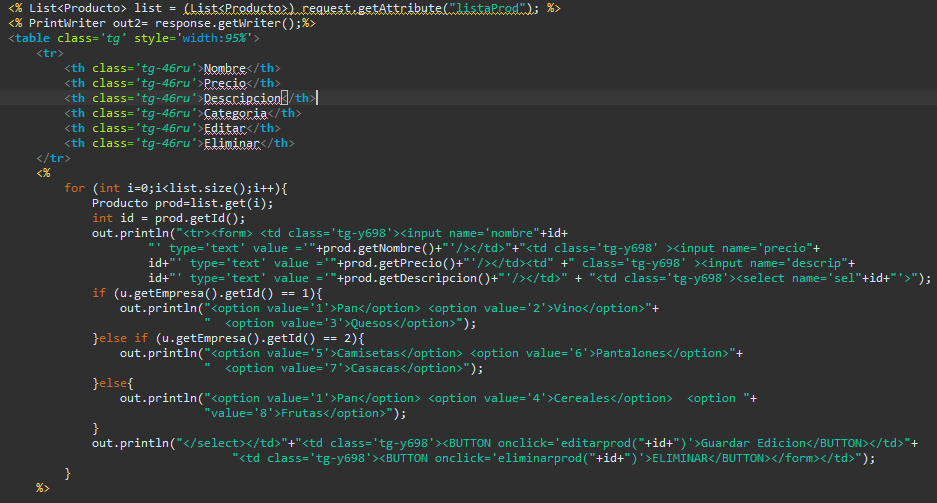 <% List<Producto> list = (List<Producto>) request.getAttribute("listaProd"); %>
<% PrintWriter out2= response.getWriter();%>
<table class='tg' style='width:95%'>
<tr>
<th class='tg-46ru'>Nombre</th>
<th class='tg-46ru'>Precio</th>
<th class='tg-46ru'>Descripcion</th>
<th class='tg-46ru'>Categoria</th>
<th class='tg-46ru'>Editar</th>
<th class='tg-46ru'>Eliminar</th>
</tr>
<%
for (int i=0;i<list.size();i++){
Producto prod=list.get(i);
int id = prod.getId();
out.println("<tr><form> <td class='tg-y698'><input name='nombre"+id+
"' type='text' value ='"+prod.getNombre()+"'/></td>"+"<td class='tg-y698' ><input name='precio"+
id+"' type='text' value ='"+prod.getPrecio()+"'/></td><td" +" class='tg-y698' ><input name='descrip"+
id+"' type='text' value ='"+prod.getDescripcion()+"'/></td>" + "<td class='tg-y698'><select name='sel"+id+"'>");
if (u.getEmpresa().getId() == 1){
out.println("<option value='1'>Pan</option> <option value='2'>Vino</option>"+
" <option value='3'>Quesos</option>");
}else if (u.getEmpresa().getId() == 2){
out.println("<option value='5'>Camisetas</option> <option value='6'>Pantalones</option>"+
" <option value='7'>Casacas</option>");
}else{
out.println("<option value='1'>Pan</option> <option value='4'>Cereales</option>  <option "+
"value='8'>Frutas</option>");
}
out.println("</select></td>"+"<td class='tg-y698'><BUTTON onclick='editarprod("+id+")'>Guardar Edicion</BUTTON></td>"+
"<td class='tg-y698'><BUTTON onclick='eliminarprod("+id+")'>ELIMINAR</BUTTON></form></td>");
}
%>